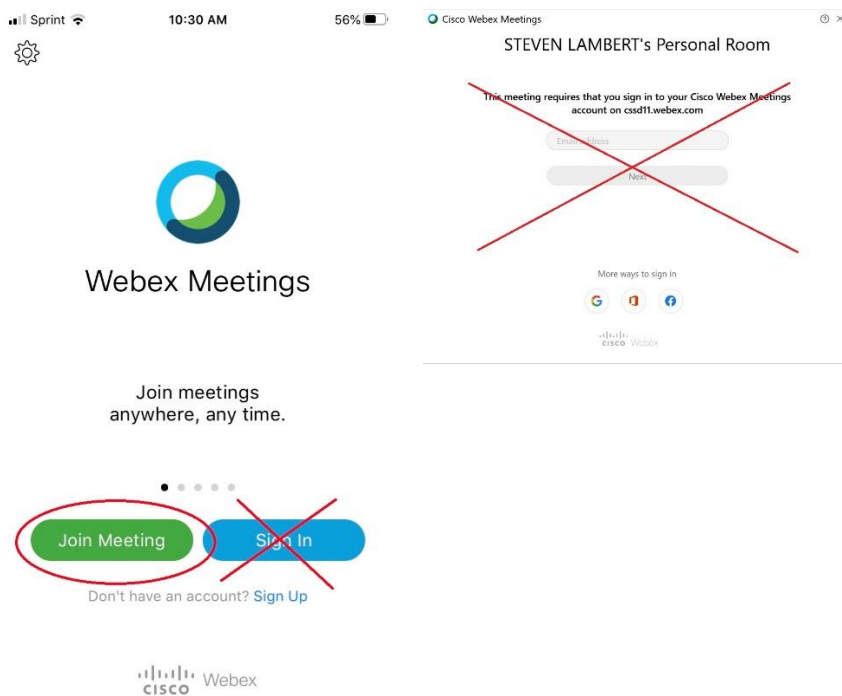 Sprint 10:30 AM 56%
Webex Meetings
Join meetings
anywhere, any time.
Join Meeting Sign In
Don't have an account? Sign Up
cisco Webex
Cisco Webex Meetings
STEVEN LAMBERT's Personal Room
This meeting requires that you sign in to your Cisco Webex Meetings
account on cssd11.webex.com
Email address
Next
More ways to sign in
cisco Webex